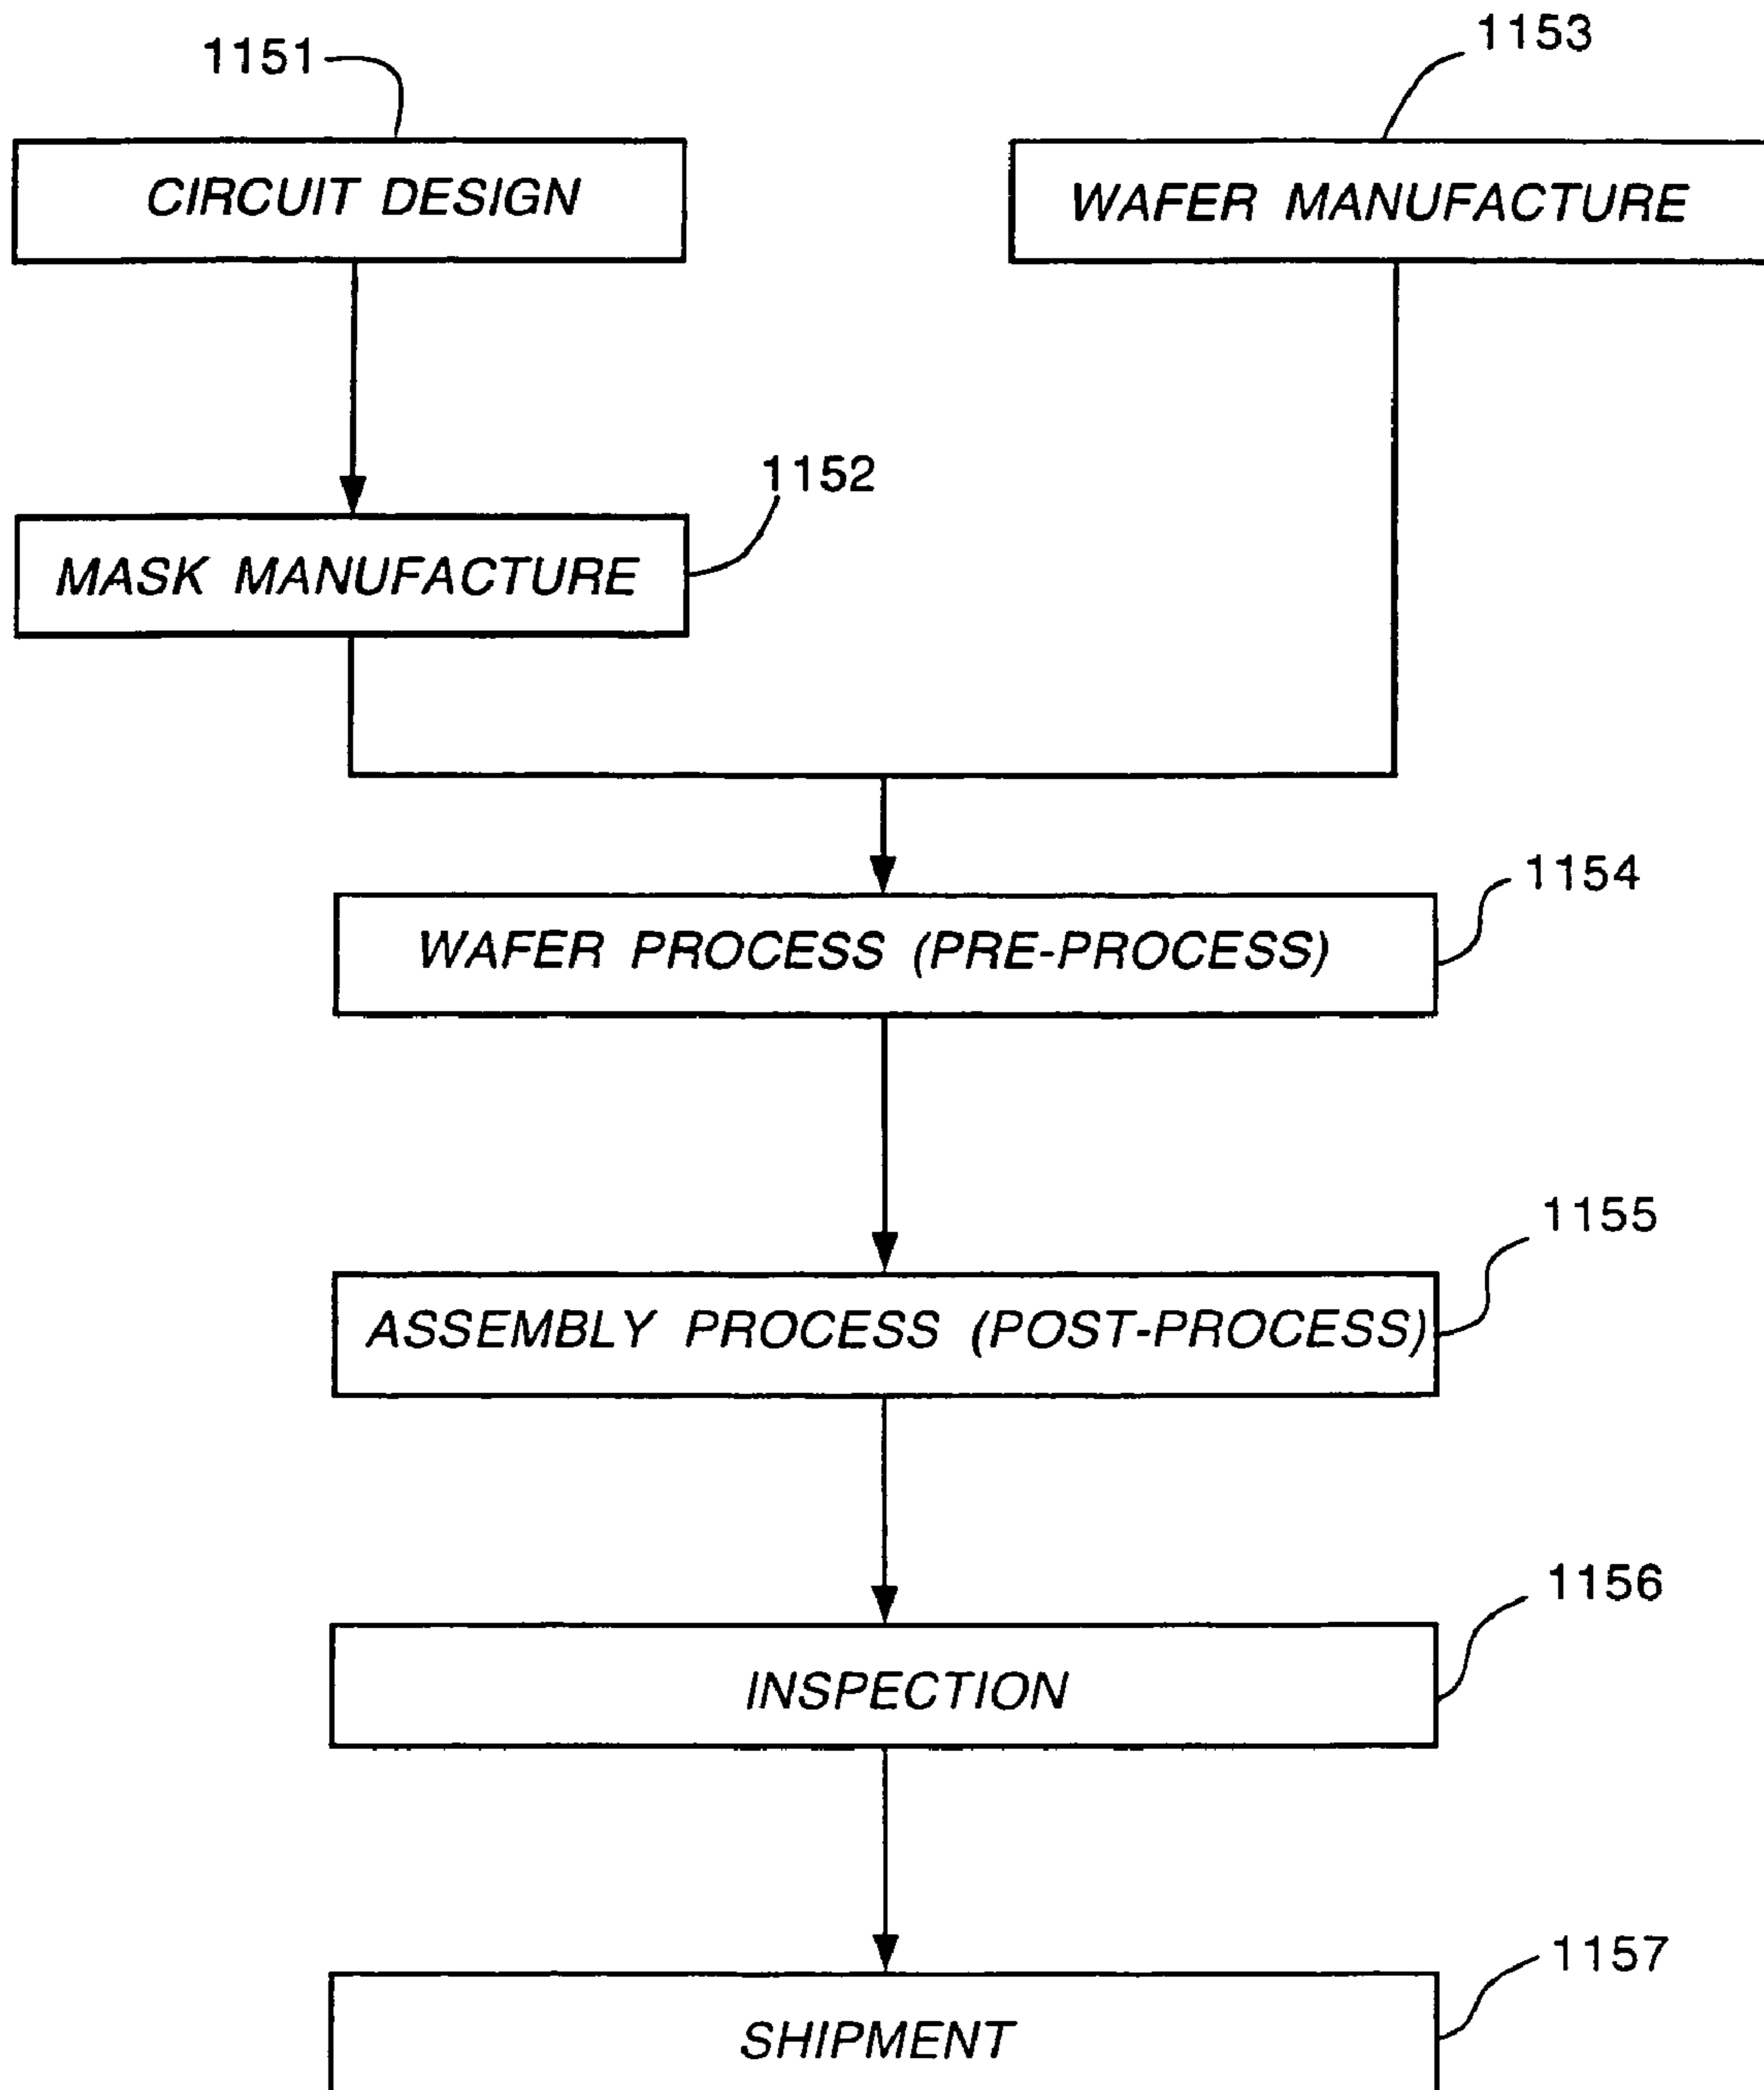 1151
1153
CIRCUIT DESIGN
WAFER MANUFACTURE
1152
MASK MANUFACTURE
1154
WAFER PROCESS (PRE-PROCESS)
1155
ASSEMBLY PROCESS (POST-PROCESS)
1156
INSPECTION
1157
SHIPMENT